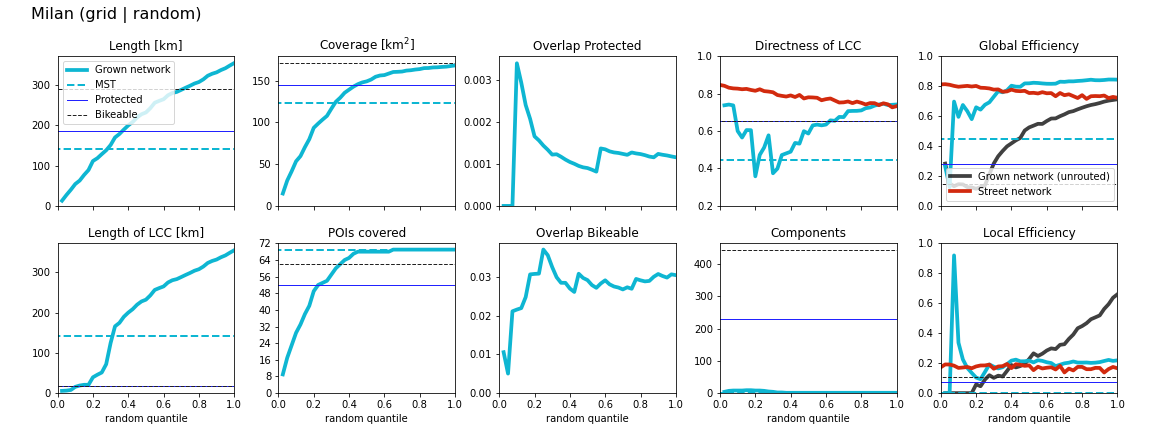 Milan (grid | random)
Length [km]
Coverage [km²]
Overlap Protected
Directness of LCC
Global Efficiency
300
200
100
0
Grown network
MST
Protected
Bikeable
150
100
50
0
0.003
0.002
0.001
0.000
1.0
0.8
0.6
0.4
0.2
1.0
0.8
0.6
0.4
0.2
0.0
Grown network (unrouted)
Street network
Length of LCC [km]
POIs covered
Overlap Bikeable
Components
Local Efficiency
300
200
100
0
0.0 0.2 0.4 0.6 0.8 1.0
random quantile
72
64
56
48
40
32
24
16
8
0
0.0 0.2 0.4 0.6 0.8 1.0
random quantile
0.03
0.02
0.01
0.00
0.0 0.2 0.4 0.6 0.8 1.0
random quantile
400
300
200
100
0
0.0 0.2 0.4 0.6 0.8 1.0
random quantile
1.0
0.8
0.6
0.4
0.2
0.0
0.0 0.2 0.4 0.6 0.8 1.0
random quantile